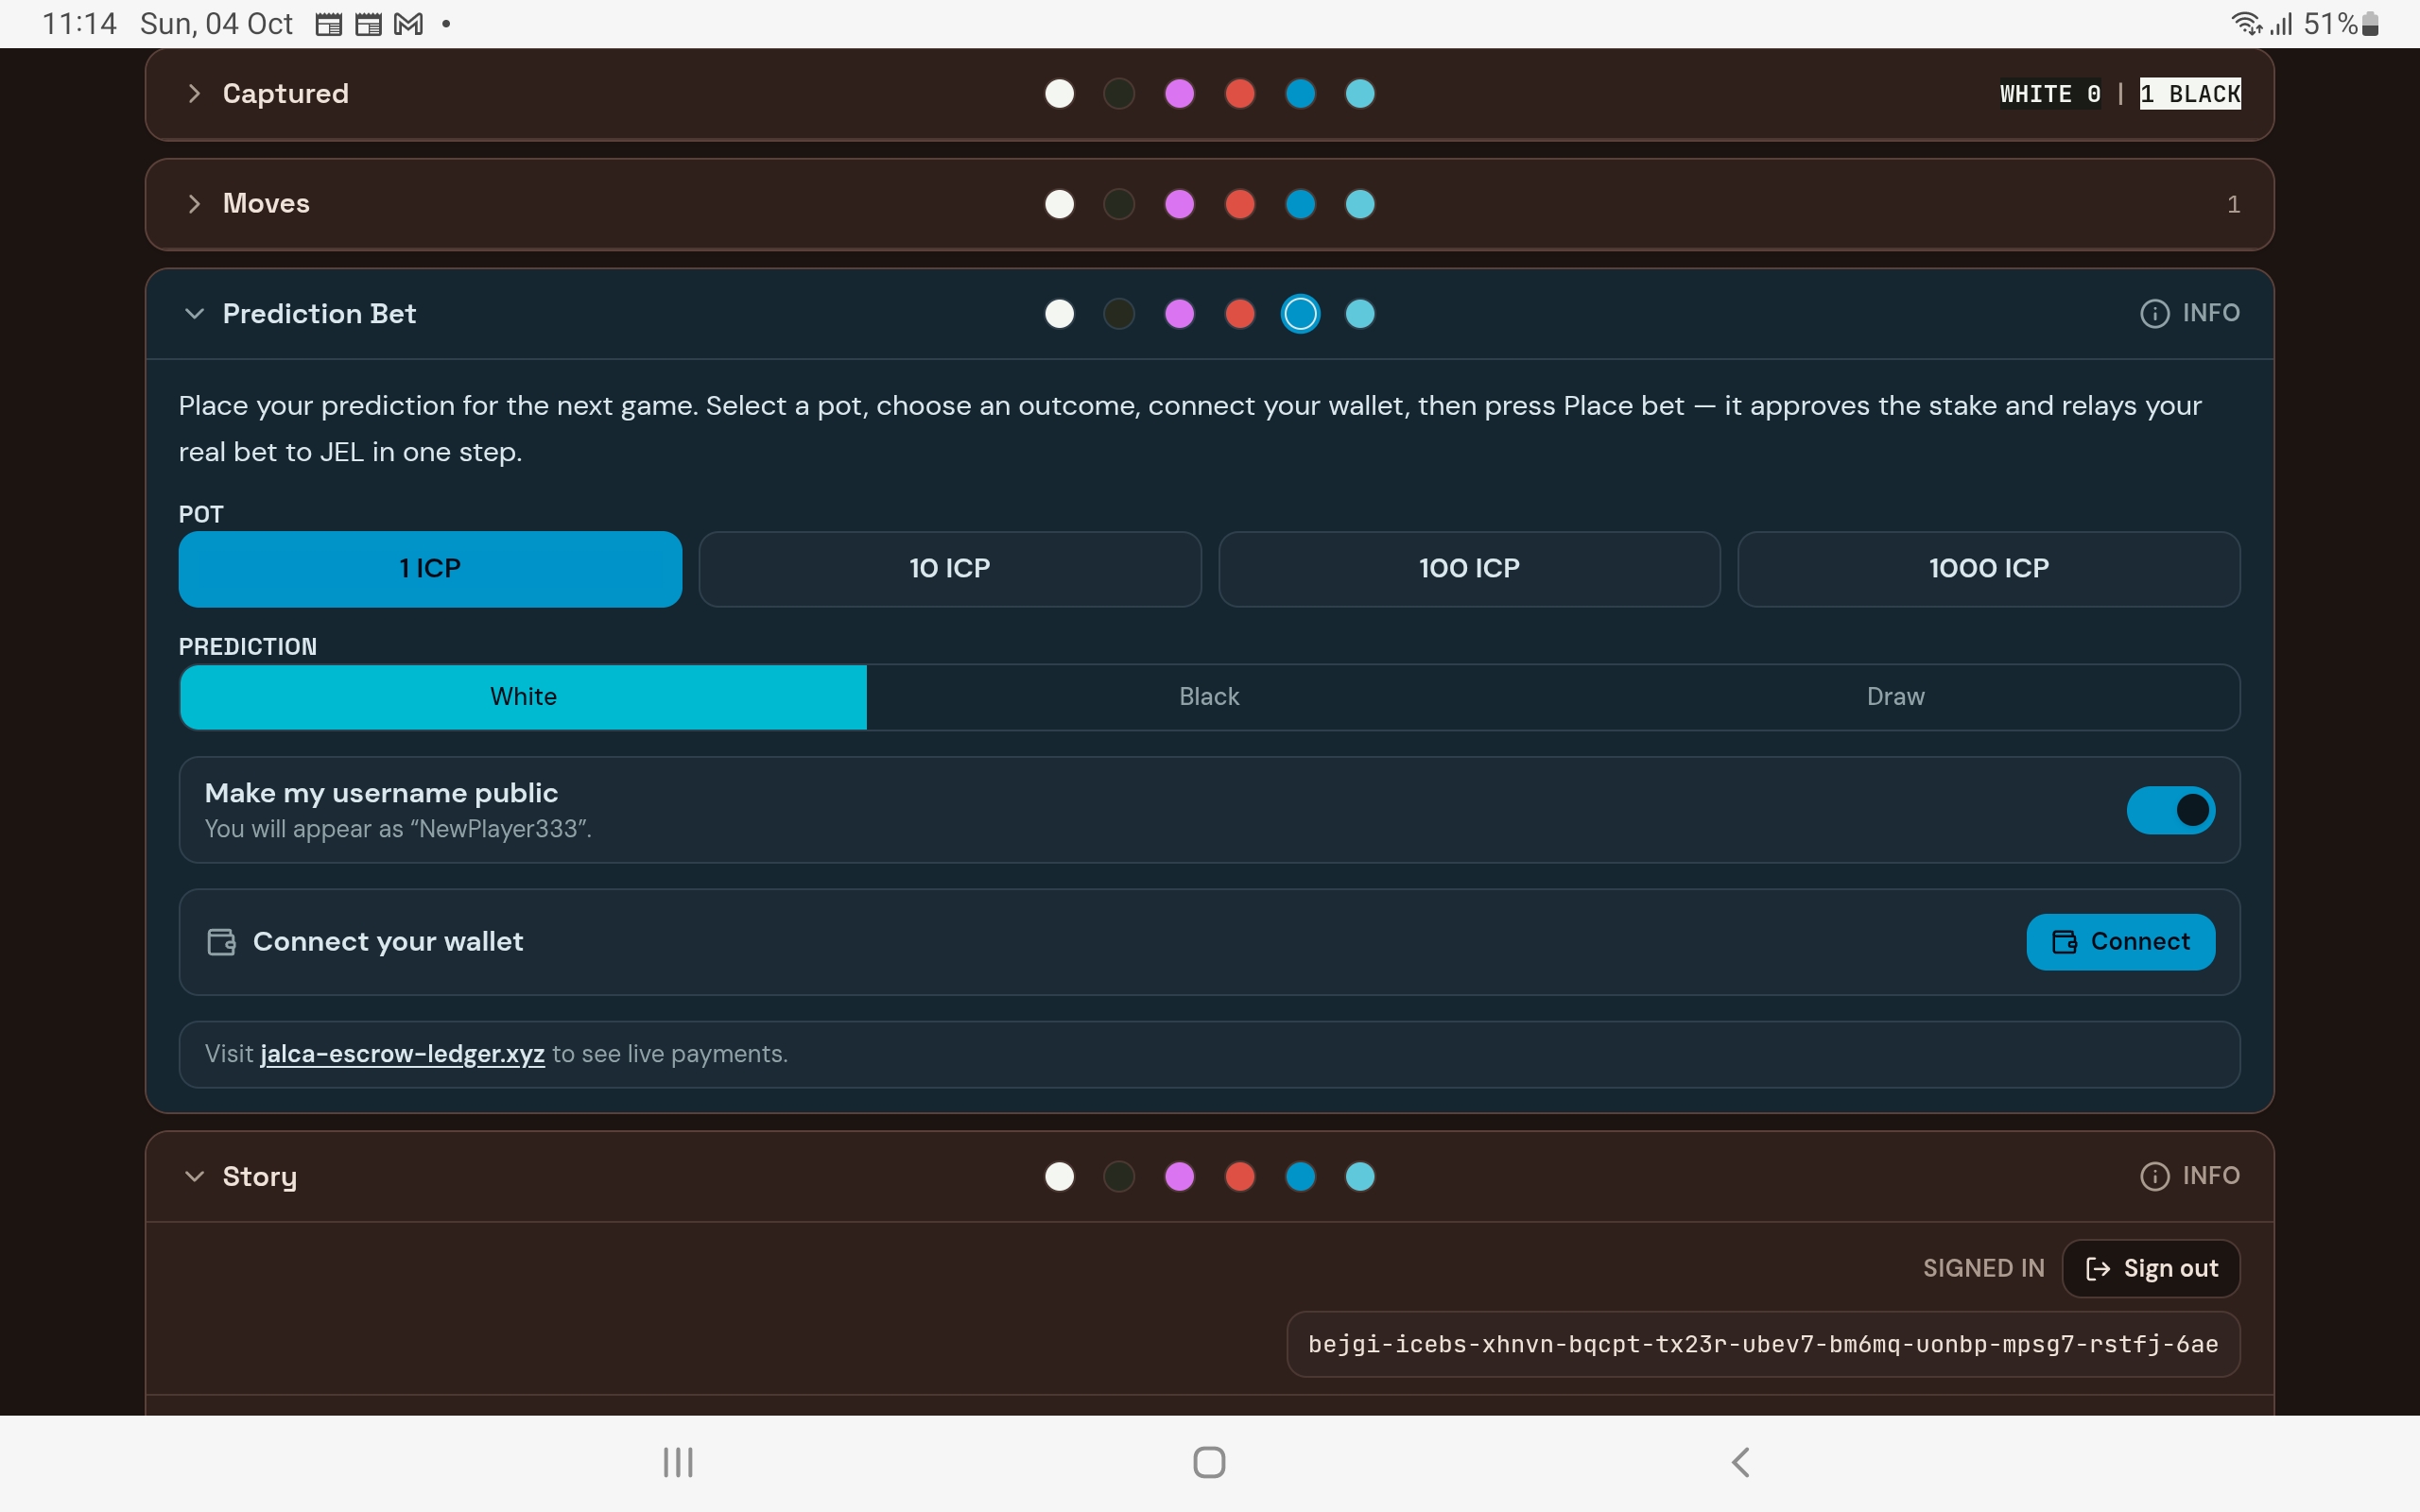 11:14 Sun, 04 Oct 51%
Captured WHITE 0 | 1 BLACK
Moves 1
Prediction Bet INFO
Place your prediction for the next game. Select a pot, choose an outcome, connect your wallet, then press Place bet — it approves the stake and relays your
real bet to JEL in one step.
POT
1 ICP 10 ICP 100 ICP 1000 ICP
PREDICTION
White Black Draw
Make my username public
You will appear as “NewPlayer333”.
Connect your wallet Connect
Visit jalca-escrow-ledger.xyz to see live payments.
Story INFO
SIGNED IN Sign out
bejgi-icebs-xhnvn-bqcpt-tx23r-ubev7-bm6mq-uonbp-mpsg7-rstfj-6ae